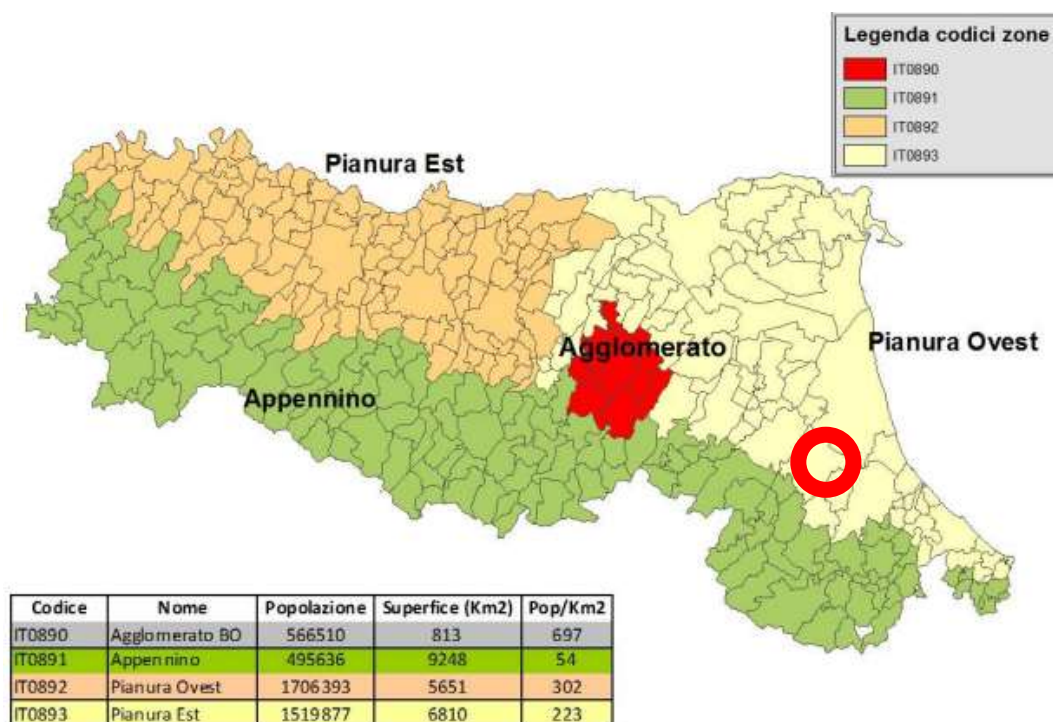 Legenda codici zone
IT0890
IT0891
IT0892
IT0893
Pianura Est
Agglomerato
Pianura Ovest
Appennino
Codice Nome Popolazione Superfice (Km2) Pop/Km2
IT0890 Agglomerato BO 566510 813 697
IT0891 Appennino 495636 9248 54
IT0892 Pianura Ovest 1706393 5651 302
IT0893 Pianura Est 1519877 6810 223